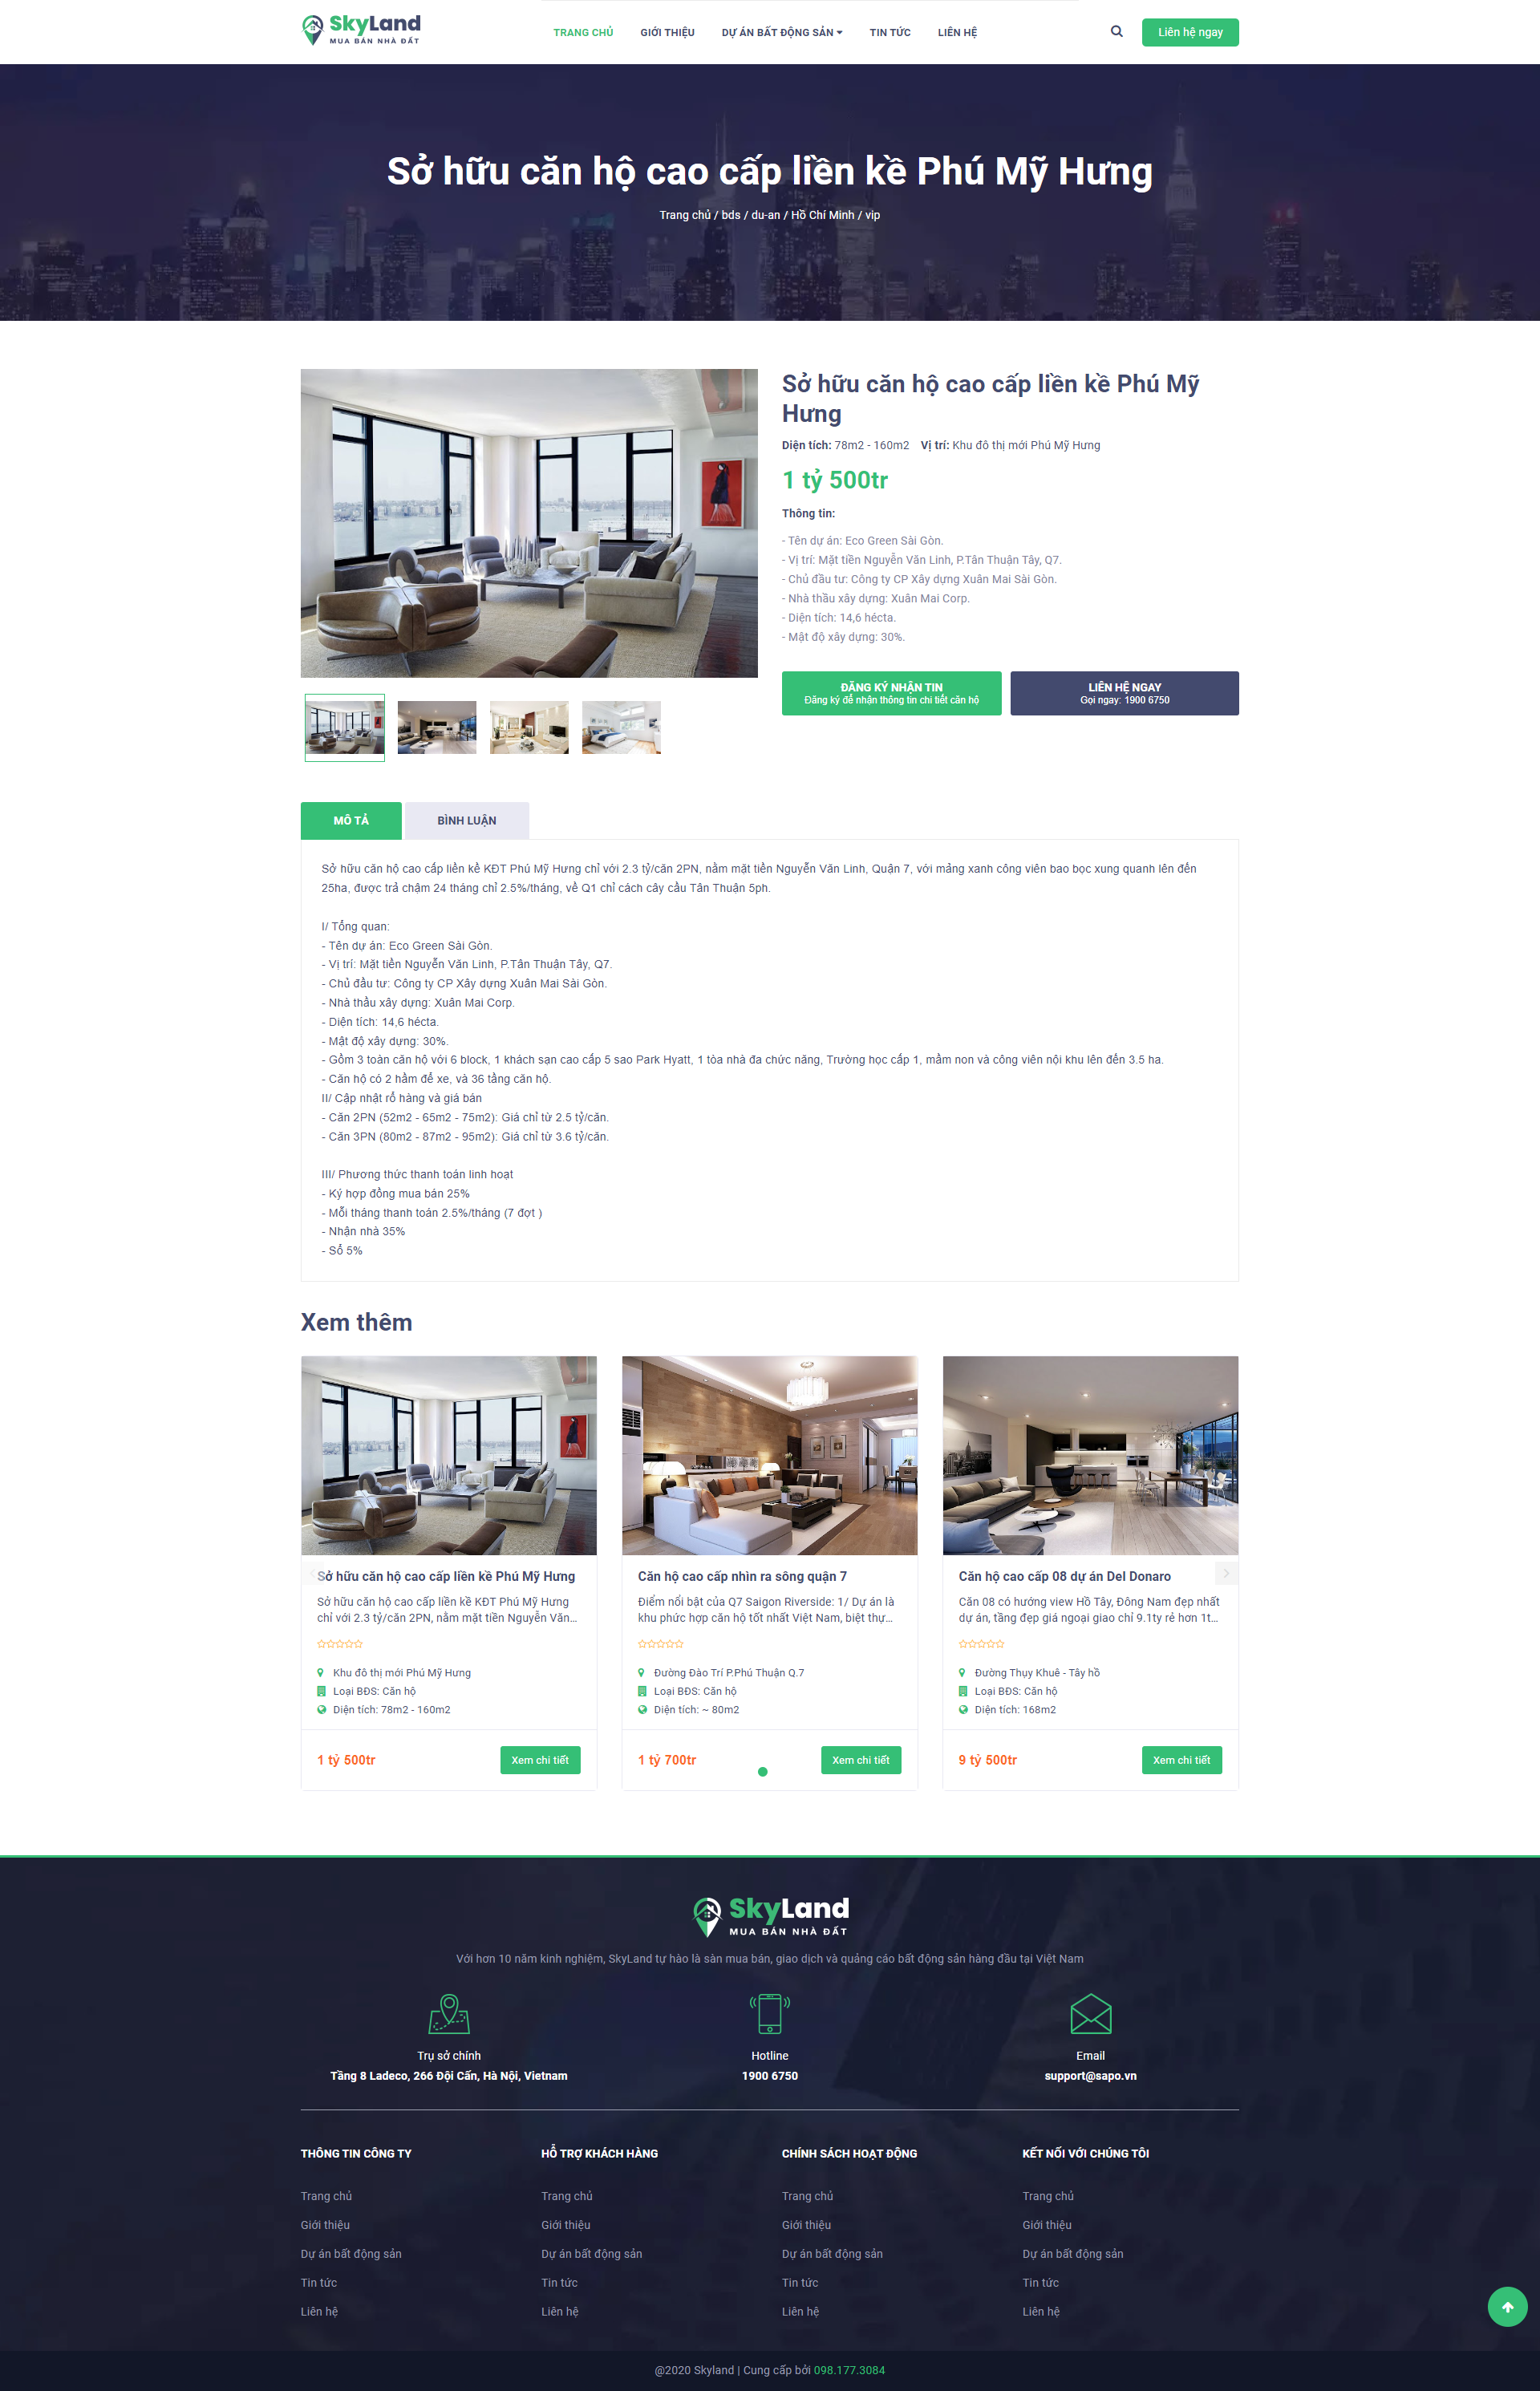 SkyLand
MUA BÁN NHÀ ĐẤT
TRANG CHỦ
GIỚI THIỆU
DỰ ÁN BẤT ĐỘNG SẢN
TIN TỨC
LIÊN HỆ
Liên hệ ngay
Sở hữu căn hộ cao cấp liền kề Phú Mỹ Hưng
Trang chủ / bds / du-an / Hồ Chí Minh / vip
Sở hữu căn hộ cao cấp liền kề Phú Mỹ
Hưng
Diện tích: 78m2 - 160m2 Vị trí: Khu đô thị mới Phú Mỹ Hưng
1 tỷ 500tr
Thông tin:
- Tên dự án: Eco Green Sài Gòn.
- Vị trí: Mặt tiền Nguyễn Văn Linh, P.Tân Thuận Tây, Q7.
- Chủ đầu tư: Công ty CP Xây dựng Xuân Mai Sài Gòn.
- Nhà thầu xây dựng: Xuân Mai Corp.
- Diện tích: 14,6 hécta.
- Mật độ xây dựng: 30%.
ĐĂNG KÝ NHẬN TIN
Đăng ký để nhận thông tin chi tiết căn hộ
LIÊN HỆ NGAY
Gọi ngay: 1900 6750
MÔ TẢ
BÌNH LUẬN
Sở hữu căn hộ cao cấp liền kề KĐT Phú Mỹ Hưng chỉ với 2.3 tỷ/căn 2PN, nằm mặt tiền Nguyễn Văn Linh, Quận 7, với mảng xanh công viên bao bọc xung quanh lên đến
25ha, được trả chậm 24 tháng chỉ 2.5%/tháng, về Q1 chỉ cách cây cầu Tân Thuận 5ph.
I/ Tổng quan:
- Tên dự án: Eco Green Sài Gòn.
- Vị trí: Mặt tiền Nguyễn Văn Linh, P.Tân Thuận Tây, Q7.
- Chủ đầu tư: Công ty CP Xây dựng Xuân Mai Sài Gòn.
- Nhà thầu xây dựng: Xuân Mai Corp.
- Diện tích: 14,6 hécta.
- Mật độ xây dựng: 30%.
- Gồm 3 toàn căn hộ với 6 block, 1 khách sạn cao cấp 5 sao Park Hyatt, 1 tòa nhà đa chức năng, Trường học cấp 1, mầm non và công viên nội khu lên đến 3.5 ha.
- Căn hộ có 2 hầm để xe, và 36 tầng căn hộ.
II/ Cập nhật rổ hàng và giá bán
- Căn 2PN (52m2 - 65m2 - 75m2): Giá chỉ từ 2.5 tỷ/căn.
- Căn 3PN (80m2 - 87m2 - 95m2): Giá chỉ từ 3.6 tỷ/căn.
III/ Phương thức thanh toán linh hoạt
- Ký hợp đồng mua bán 25%
- Mỗi tháng thanh toán 2.5%/tháng (7 đợt )
- Nhận nhà 35%
- Sổ 5%
Xem thêm
Sở hữu căn hộ cao cấp liền kề Phú Mỹ Hưng
Sở hữu căn hộ cao cấp liền kề KĐT Phú Mỹ Hưng
chỉ với 2.3 tỷ/căn 2PN, nằm mặt tiền Nguyễn Văn...
Khu đô thị mới Phú Mỹ Hưng
Loại BĐS: Căn hộ
Diện tích: 78m2 - 160m2
1 tỷ 500tr
Xem chi tiết
Căn hộ cao cấp nhìn ra sông quận 7
Điểm nổi bật của Q7 Saigon Riverside: 1/ Dự án là
khu phức hợp căn hộ tốt nhất Việt Nam, biệt thự...
Đường Đào Trí P.Phú Thuận Q.7
Loại BĐS: Căn hộ
Diện tích: ~ 80m2
1 tỷ 700tr
Xem chi tiết
Căn hộ cao cấp 08 dự án Del Donaro
Căn 08 có hướng view Hồ Tây, Đông Nam đẹp nhất
dự án, tầng đẹp giá ngoại giao chỉ 9.1ty rẻ hơn 1t...
Đường Thụy Khuê - Tây hồ
Loại BĐS: Căn hộ
Diện tích: 168m2
9 tỷ 500tr
Xem chi tiết
SkyLand
MUA BÁN NHÀ ĐẤT
Với hơn 10 năm kinh nghiệm, SkyLand tự hào là sàn mua bán, giao dịch và quảng cáo bất động sản hàng đầu tại Việt Nam
Trụ sở chính
Tầng 8 Ladeco, 266 Đội Cấn, Hà Nội, Vietnam
Hotline
1900 6750
Email
support@sapo.vn
THÔNG TIN CÔNG TY
Trang chủ
Giới thiệu
Dự án bất động sản
Tin tức
Liên hệ
HỖ TRỢ KHÁCH HÀNG
Trang chủ
Giới thiệu
Dự án bất động sản
Tin tức
Liên hệ
CHÍNH SÁCH HOẠT ĐỘNG
Trang chủ
Giới thiệu
Dự án bất động sản
Tin tức
Liên hệ
KẾT NỐI VỚI CHÚNG TÔI
Trang chủ
Giới thiệu
Dự án bất động sản
Tin tức
Liên hệ
@2020 Skyland | Cung cấp bởi 098.177.3084